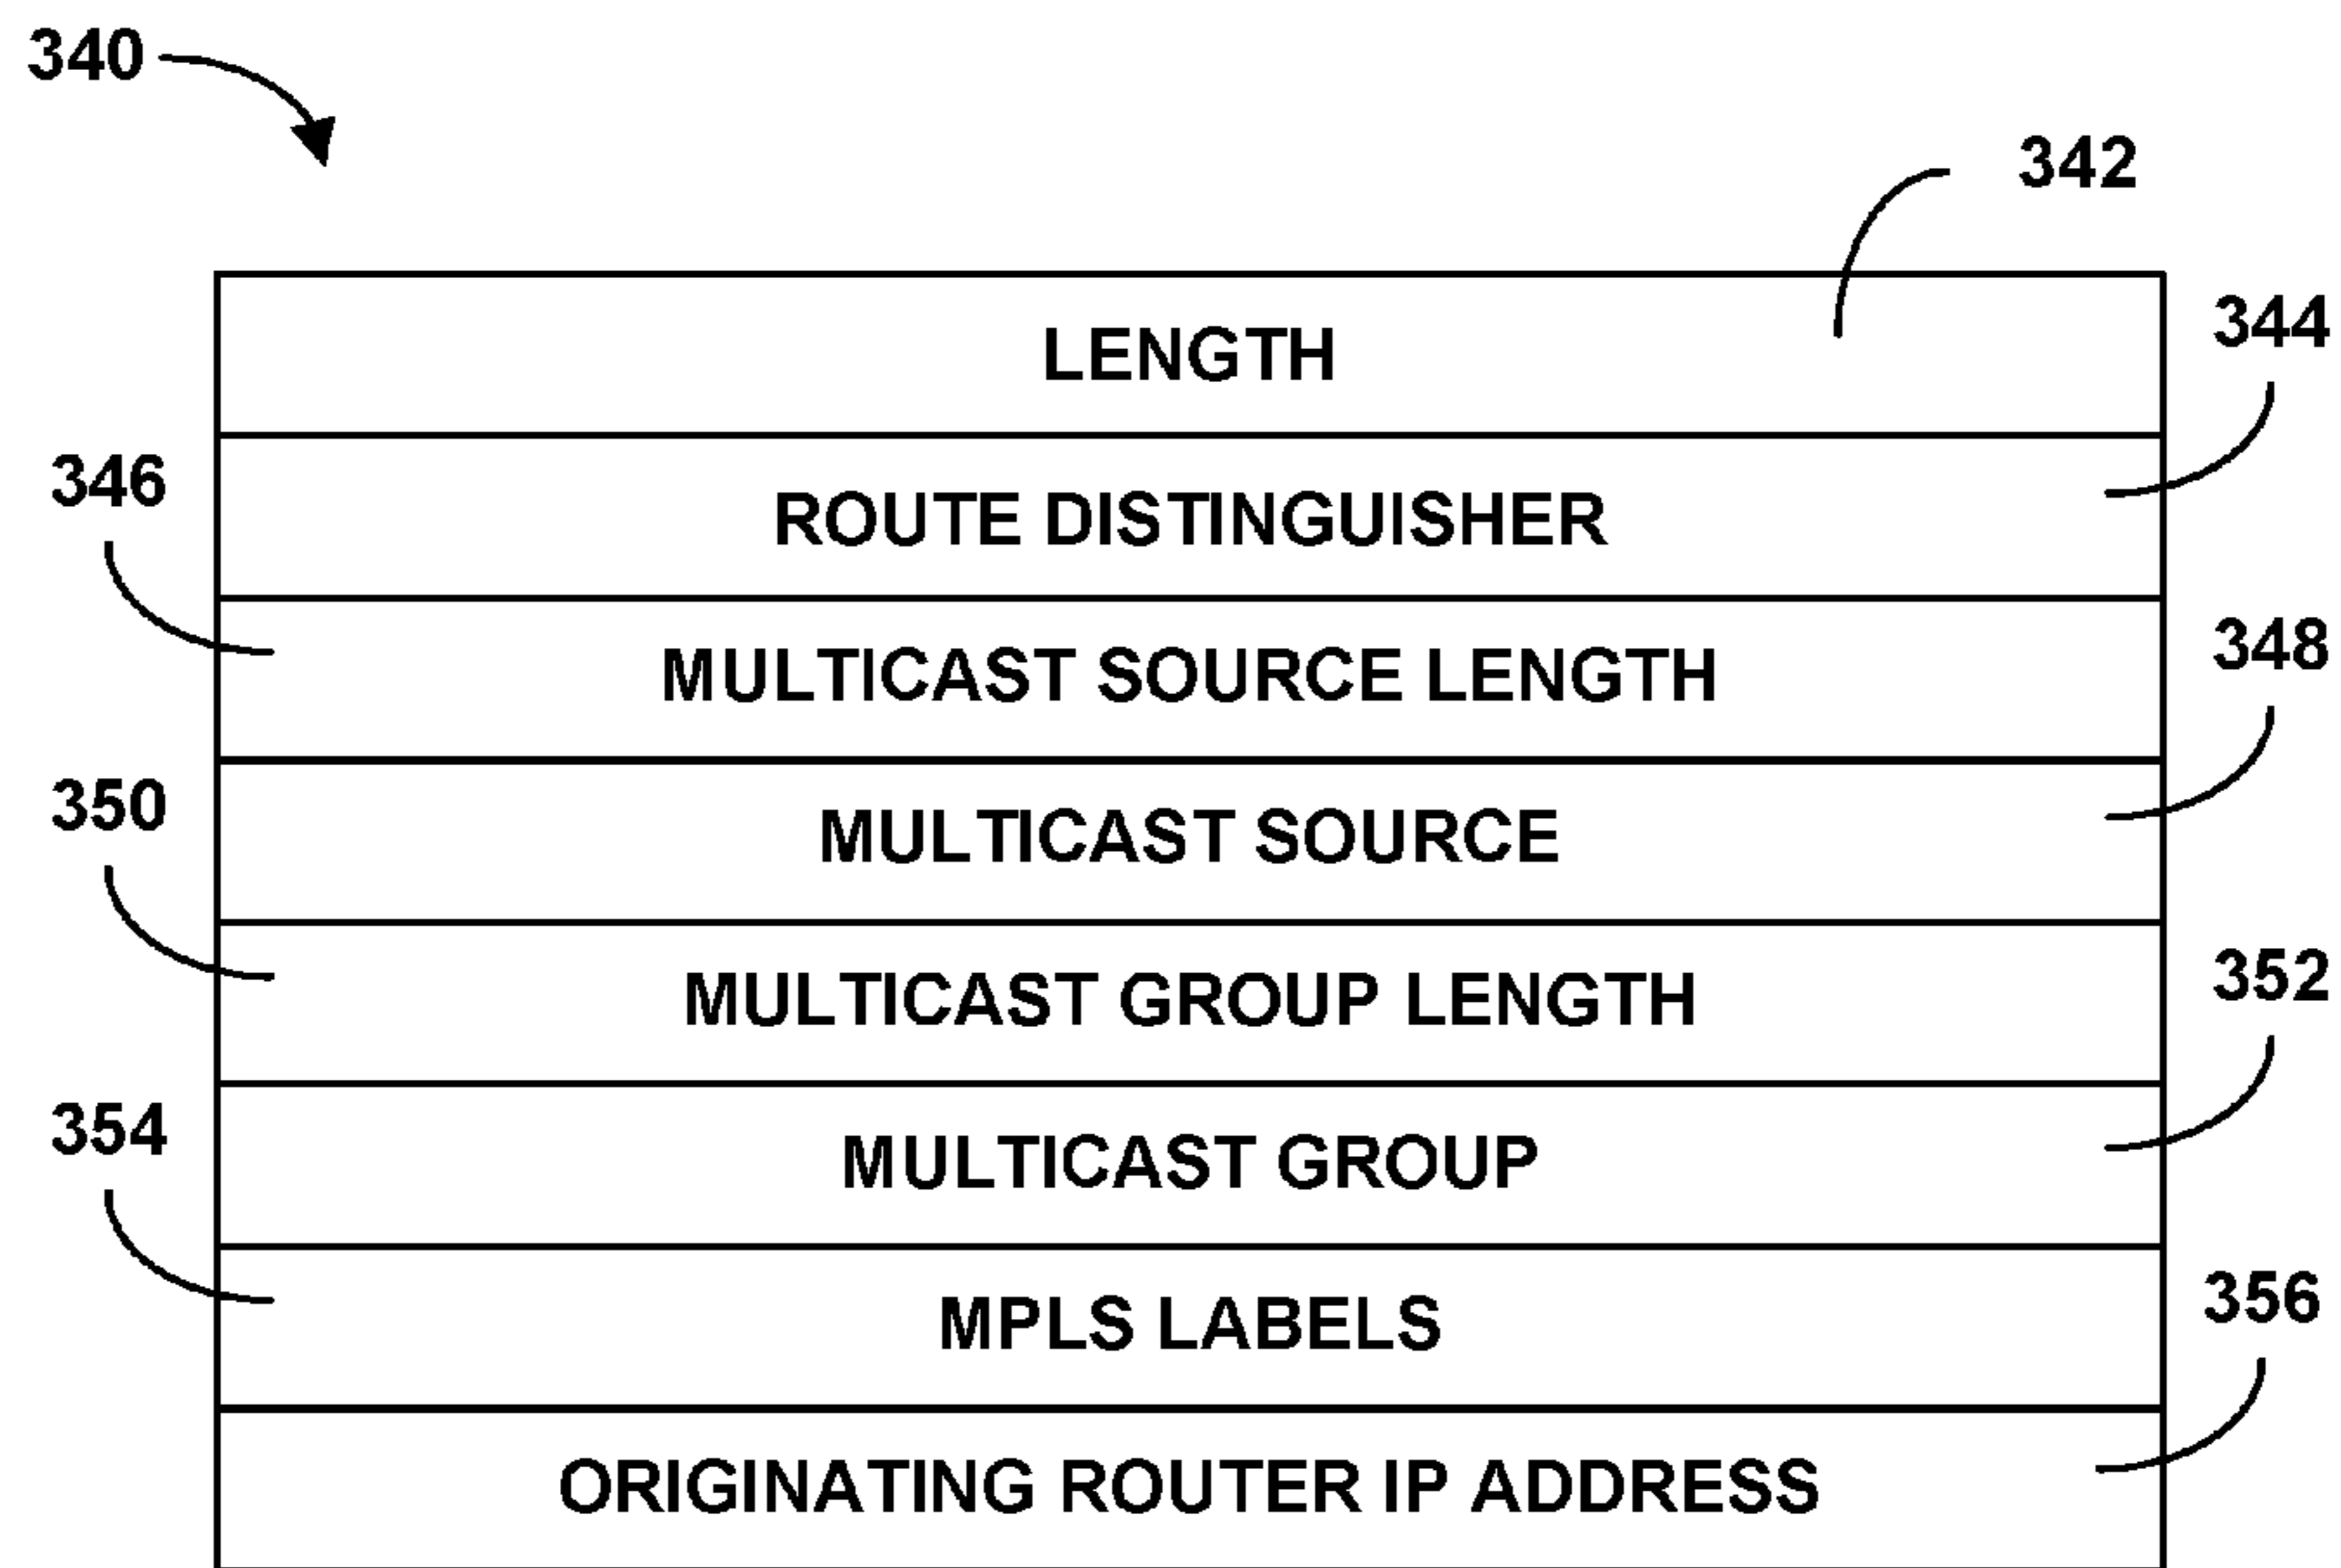 340
342
LENGTH
344
ROUTE DISTINGUISHER
346
MULTICAST SOURCE LENGTH
348
MULTICAST SOURCE
350
MULTICAST GROUP LENGTH
352
MULTICAST GROUP
354
MPLS LABELS
356
ORIGINATING ROUTER IP ADDRESS